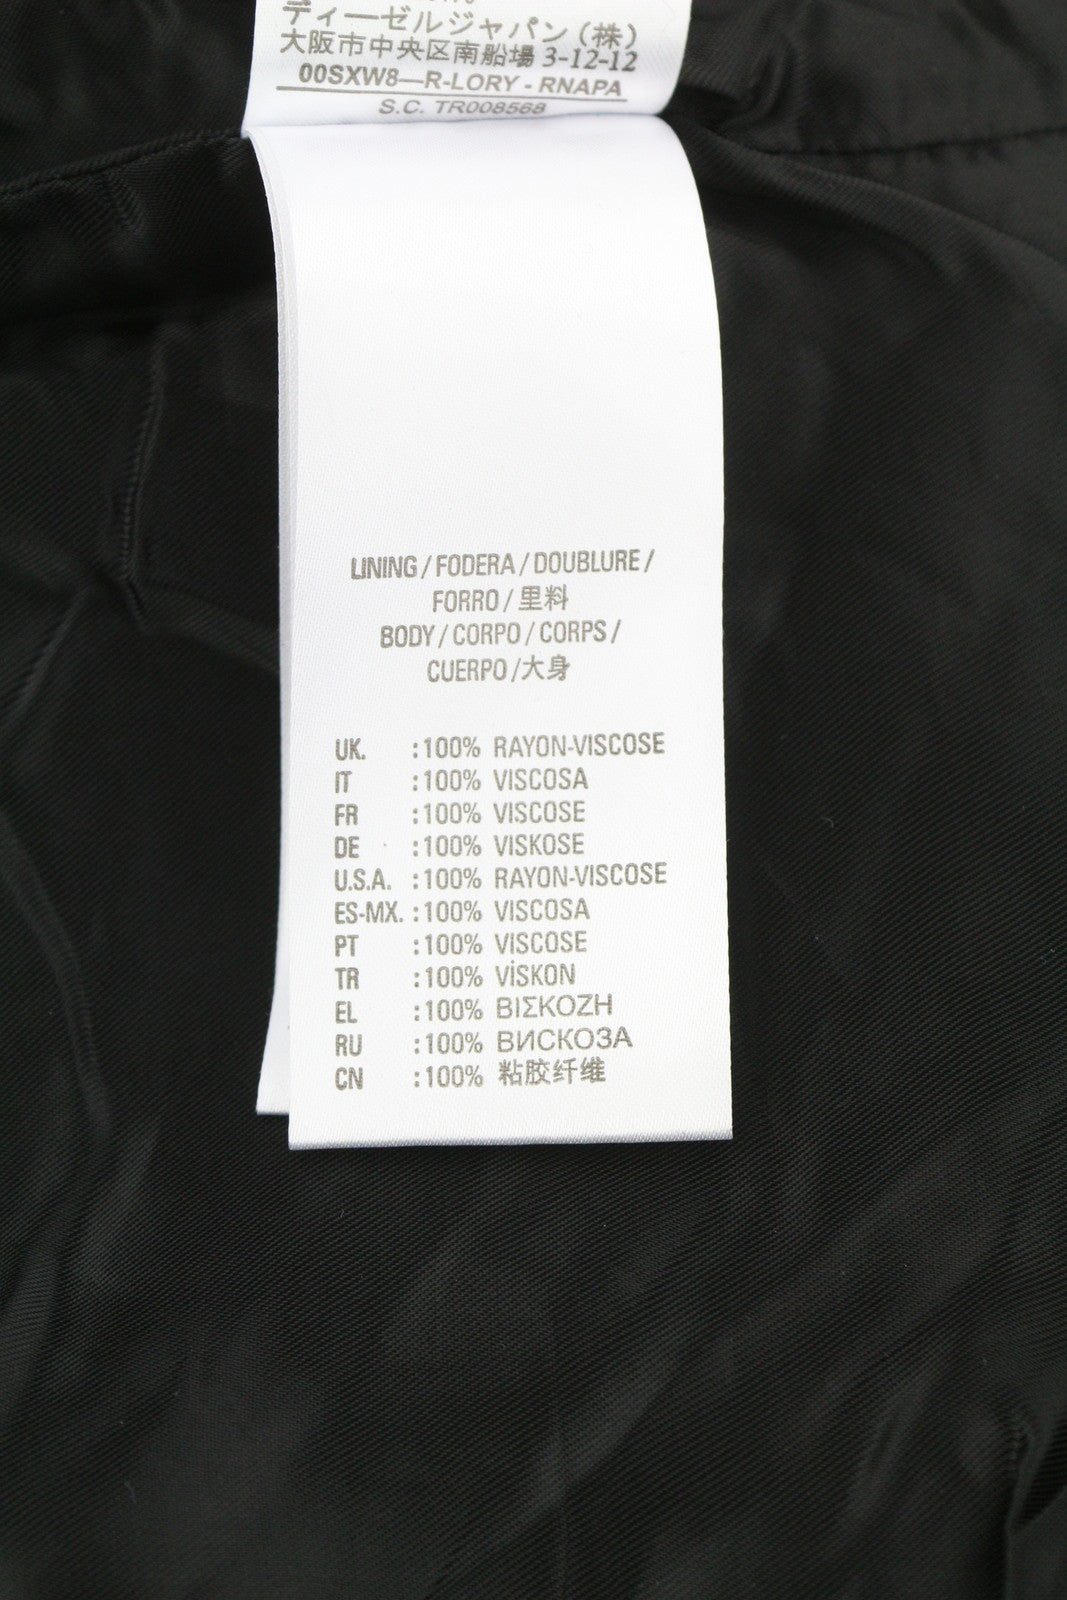 ディーゼルジャパン(株)
大阪市中央区南船場 3-12-12
00SXW8—R-LORY - RNAPA
S.C. TR008568
LINING / FODERA / DOUBLURE /
FORRO / 里料
BODY / CORPO / CORPS /
CUERPO /大身
UK. :100% RAYON-VISCOSE
IT :100% VISCOSA
FR :100% VISCOSE
DE :100% VISKOSE
U.S.A. :100% RAYON-VISCOSE
ES-MX. :100% VISCOSA
PT :100% VISCOSE
TR :100% VİSKON
EL :100% ΒΙΣΚΟΖΗ
RU :100% ВИСКОЗА
CN :100% 粘胶纤维